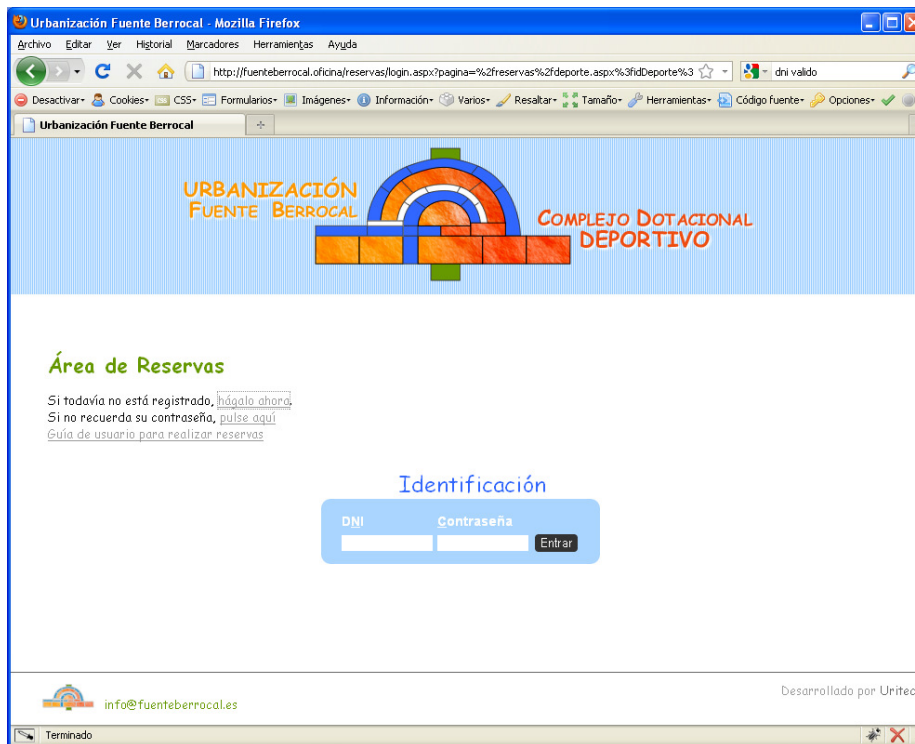 Urbanización Fuente Berrocal - Mozilla Firefox
Archivo Editar Ver Historial Marcadores Herramientas Ayuda
http://fuenteberrocal.oficina/reservas/login.aspx?pagina=%2freservas%2fdeporte.aspx%3fidDeporte%3 dni valido
Desactivar Cookies CSS Formularios Imágenes Información Varios Resaltar Tamaño Herramientas Código fuente Opciones
Urbanización Fuente Berrocal
URBANIZACIÓN
FUENTE BERROCAL
COMPLEJO DOTACIONAL
DEPORTIVO
Área de Reservas
Si todavía no está registrado, hágalo ahora.
Si no recuerda su contraseña, pulse aquí
Guía de usuario para realizar reservas
Identificación
DNI Contraseña
Entrar
info@fuenteberrocal.es
Desarrollado por Uritec
Terminado